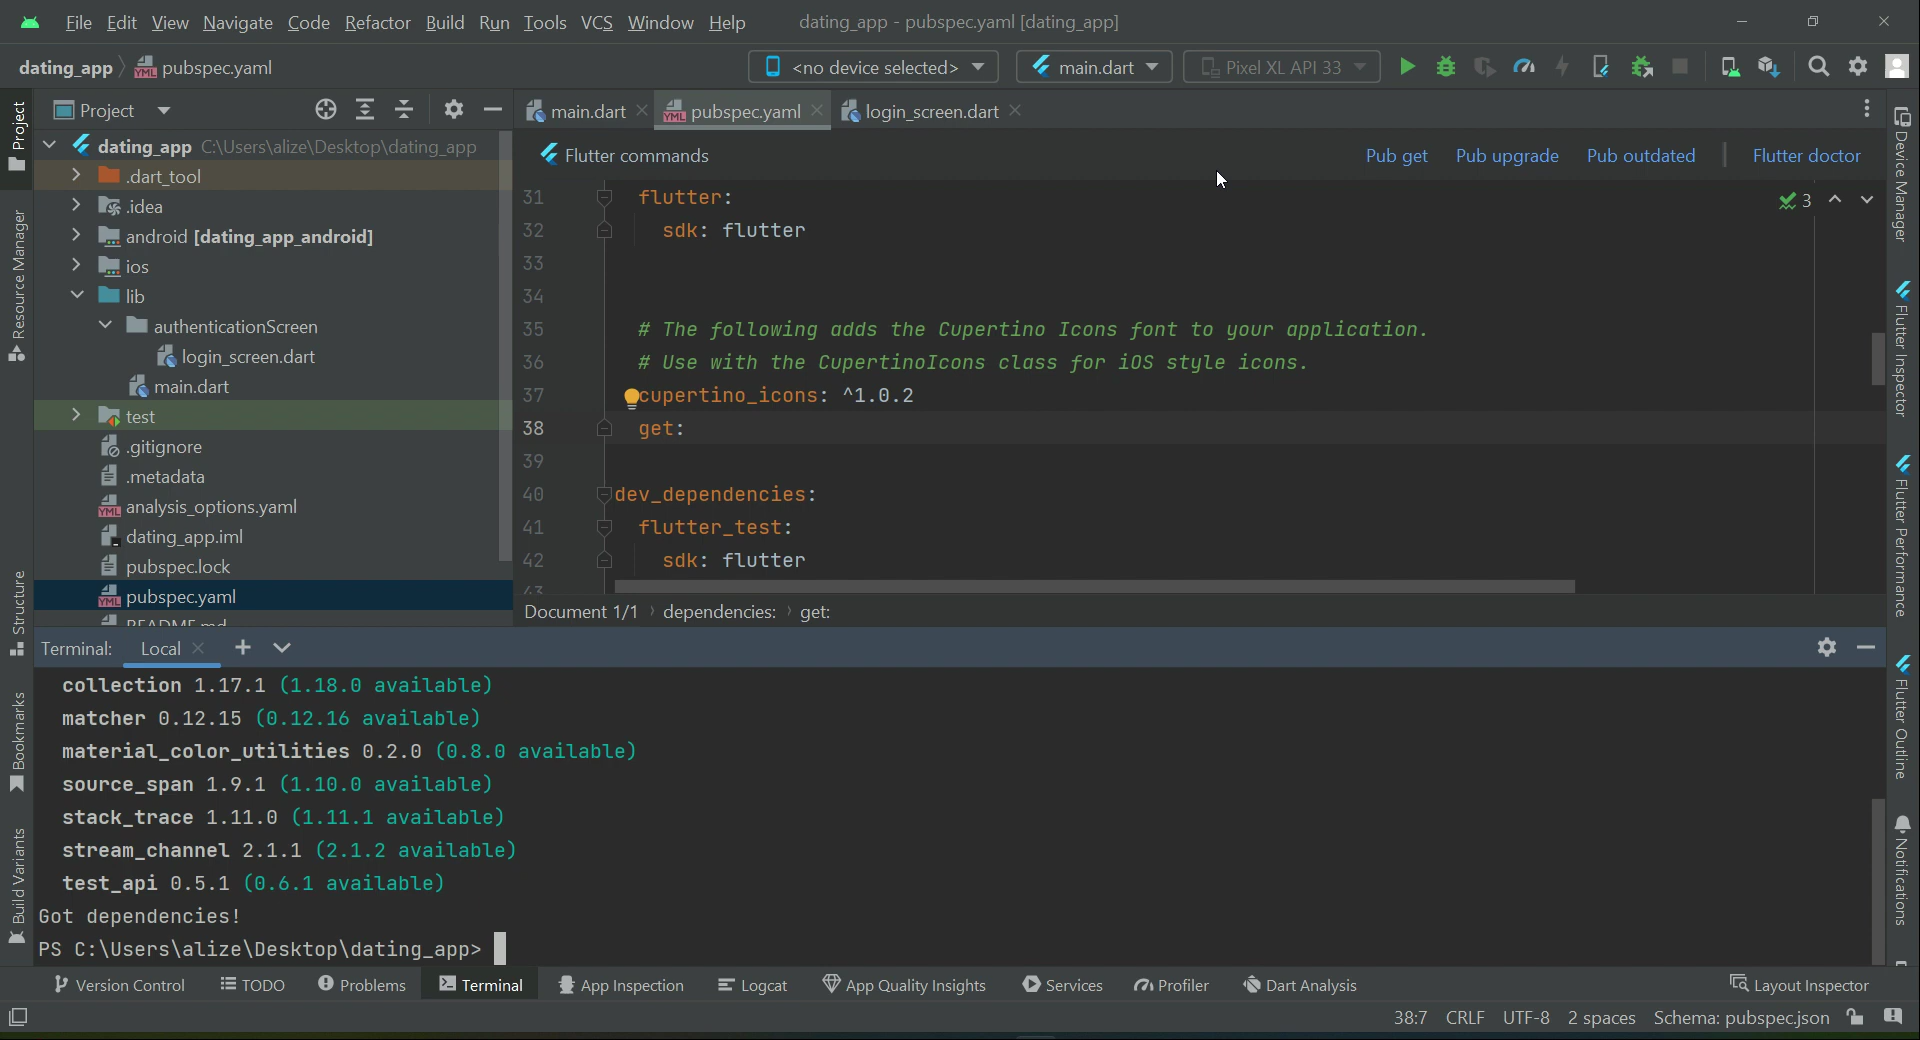 File Edit View Navigate Code Refactor Build Run Tools VCS Window Help dating_app - pubspec.yaml [dating_app]
dating_app pubspec.yaml <no device selected> main.dart Pixel XL API 33
Project
main.dart pubspec.yaml login_screen.dart
dating_app C:\Users\alize\Desktop\dating_app
.dart_tool
.idea
android [dating_app_android]
ios
lib
authenticationScreen
login_screen.dart
main.dart
test
.gitignore
.metadata
analysis_options.yaml
dating_app.iml
pubspec.lock
pubspec.yaml
README.md
Flutter commands Pub get Pub upgrade Pub outdated Flutter doctor
31 flutter:
32 sdk: flutter
33
34
35 # The following adds the Cupertino Icons font to your application.
36 # Use with the CupertinoIcons class for iOS style icons.
37 cupertino_icons: ^1.0.2
38 get:
39
40 dev_dependencies:
41 flutter_test:
42 sdk: flutter
43
3
Document 1/1 dependencies: get:
Terminal: Local
collection 1.17.1 (1.18.0 available)
matcher 0.12.15 (0.12.16 available)
material_color_utilities 0.2.0 (0.8.0 available)
source_span 1.9.1 (1.10.0 available)
stack_trace 1.11.0 (1.11.1 available)
stream_channel 2.1.1 (2.1.2 available)
test_api 0.5.1 (0.6.1 available)
Got dependencies!
PS C:\Users\alize\Desktop\dating_app>
Version Control TODO Problems Terminal App Inspection Logcat App Quality Insights Services Profiler Dart Analysis Layout Inspector
38:7 CRLF UTF-8 2 spaces Schema: pubspec.json
Project
Resource Manager
Structure
Bookmarks
Build Variants
Device Manager
Flutter Inspector
Flutter Performance
Flutter Outline
Notifications